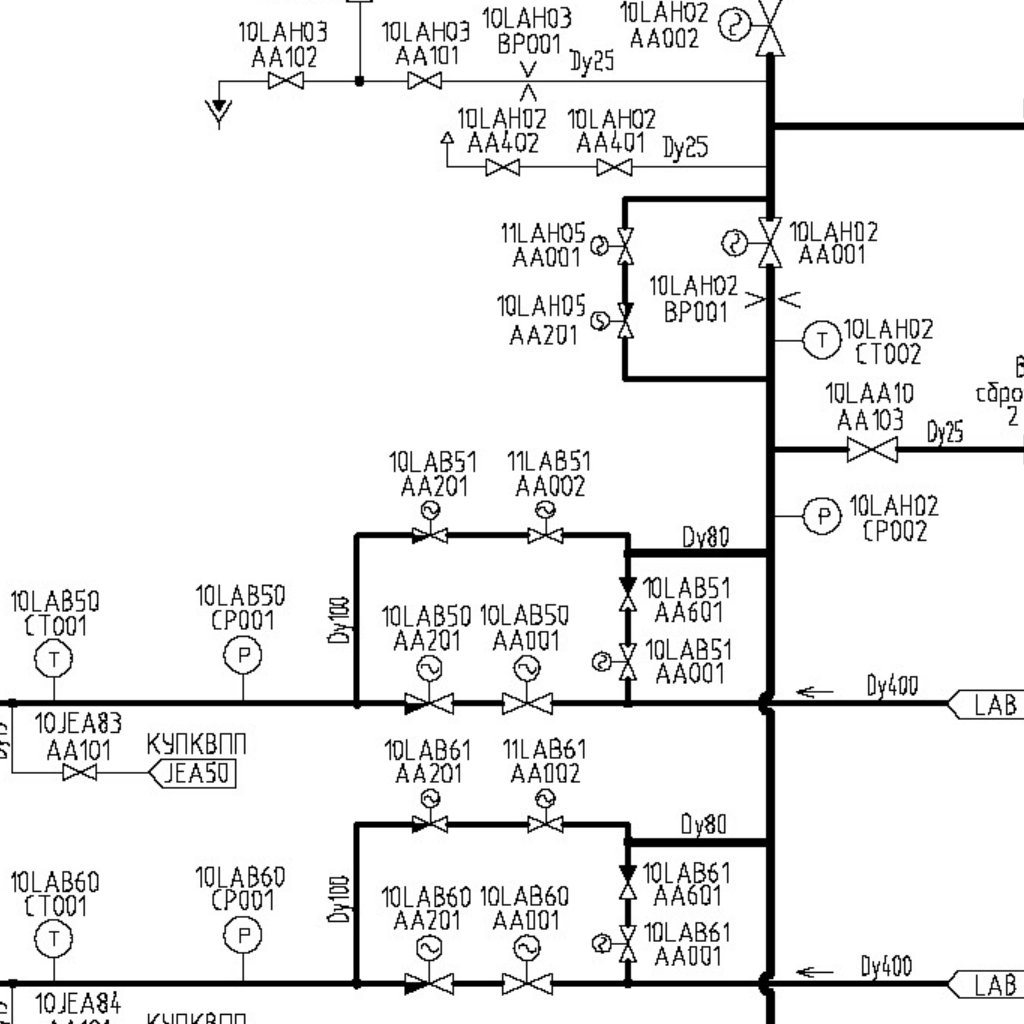 10LAH03
AA102
10LAH03
AA101
10LAH03
BP001
Dy25
10LAH02
AA002
10LAH02
AA402
10LAH02
AA401
Dy25
11LAH05
AA001
10LAH02
AA001
10LAH05
AA201
10LAH02
BP001
10LAH02
CT002
10LAA10
AA103
Dy25
сбро
2
10LAB51
AA201
11LAB51
AA002
10LAH02
CP002
T
P
Dy80
10LAB50
CT001
10LAB50
CP001
Dy100
10LAB50
AA201
10LAB50
AA001
10LAB51
AA601
10LAB51
AA001
T
P
Dy400
LAB
10JEA83
AA101
КУПКВПП
JEA50
10LAB61
AA201
11LAB61
AA002
Dy80
10LAB60
CT001
10LAB60
CP001
Dy100
10LAB60
AA201
10LAB60
AA001
10LAB61
AA601
10LAB61
AA001
T
P
Dy400
LAB
10JEA84
КУПКВПП